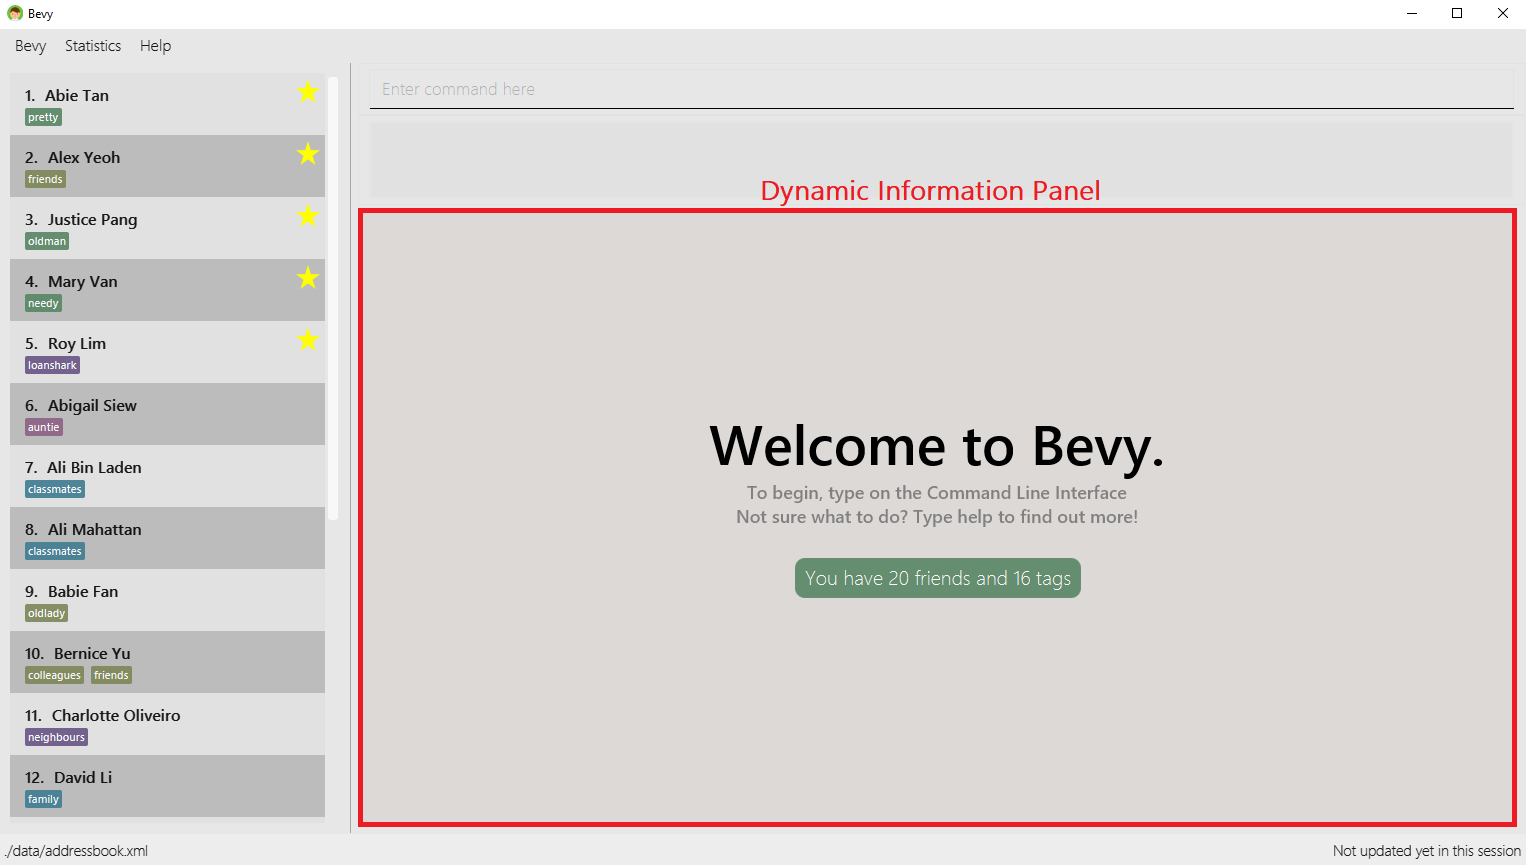 Bevy
Bevy Statistics Help
1. Abie Tan
pretty
2. Alex Yeoh
friends
3. Justice Pang
oldman
4. Mary Van
needy
5. Roy Lim
loanshark
6. Abigail Siew
auntie
7. Ali Bin Laden
classmates
8. Ali Mahattan
classmates
9. Babie Fan
oldlady
10. Bernice Yu
colleagues friends
11. Charlotte Oliveiro
neighbours
12. David Li
family
Enter command here
Dynamic Information Panel
Welcome to Bevy.
To begin, type on the Command Line Interface
Not sure what to do? Type help to find out more!
You have 20 friends and 16 tags
./data/addressbook.xml
Not updated yet in this session